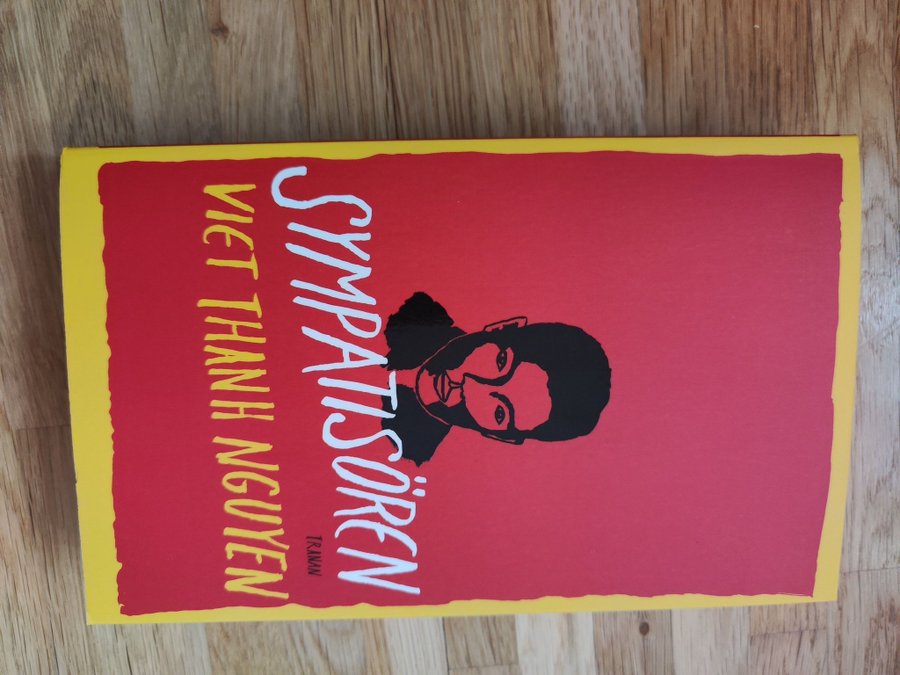 SYMPATISÖREN
TRANAN
VIET THANH NGUYEN